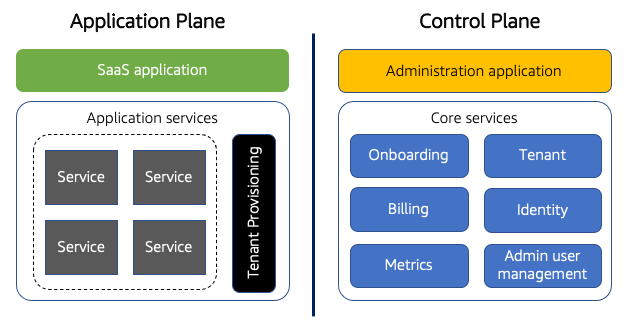 Application Plane
SaaS application
Application services
Service
Service
Service
Service
Tenant Provisioning
Control Plane
Administration application
Core services
Onboarding
Tenant
Billing
Identity
Metrics
Admin user
management